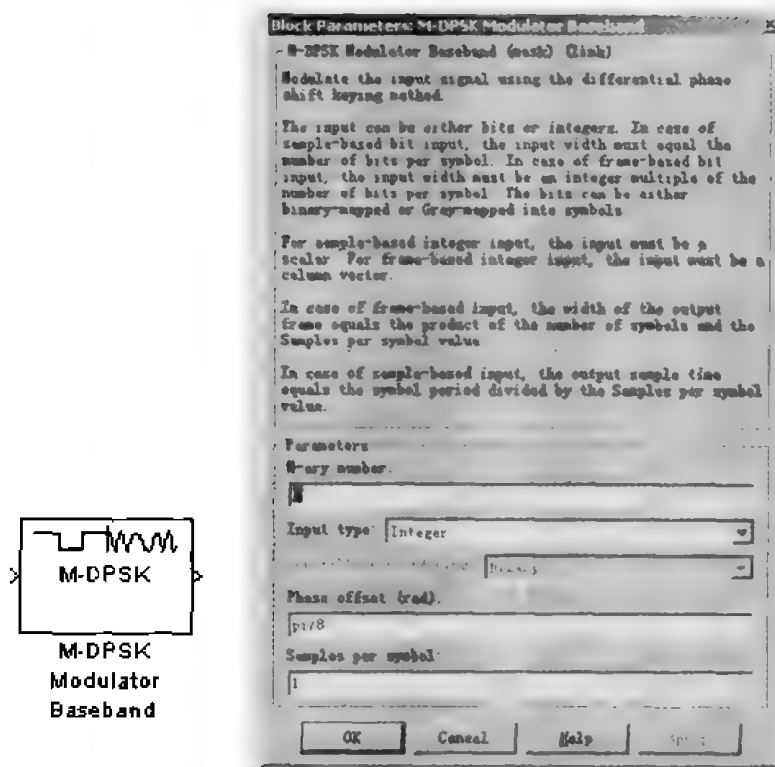 Block Parameters: M-DPSK Modulator Baseband
M-DPSK Modulator Baseband (mask) (link)
Modulate the input signal using the differential phase
shift keying method.
The input can be either bits or integers. In case of
sample-based bit input, the input width must equal the
number of bits per symbol. In case of frame-based bit
input, the input width must be an integer multiple of the
number of bits per symbol. The bits can be either
binary-mapped or Gray-mapped into symbols
For sample-based integer input, the input must be a
scalar. For frame-based integer input, the input must be a
column vector.
In case of frame-based input, the width of the output
frame equals the product of the number of symbols and the
Samples per symbol value
In case of sample-based input, the output sample time
equals the symbol period divided by the Samples per symbol
value.
Parameters
M-ary number:
Input type: Integer
Binary
Phase offset (rad):
pi/8
Samples per symbol:
1
OK Cancel Help Apply
M-DPSK
M-DPSK
Modulator
Baseband